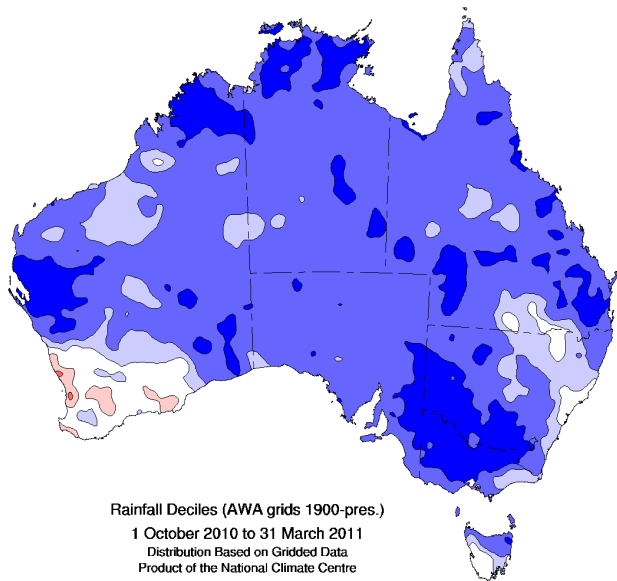 Rainfall Deciles (AWA grids 1900-pres.)
1 October 2010 to 31 March 2011
Distribution Based on Gridded Data
Product of the National Climate Centre